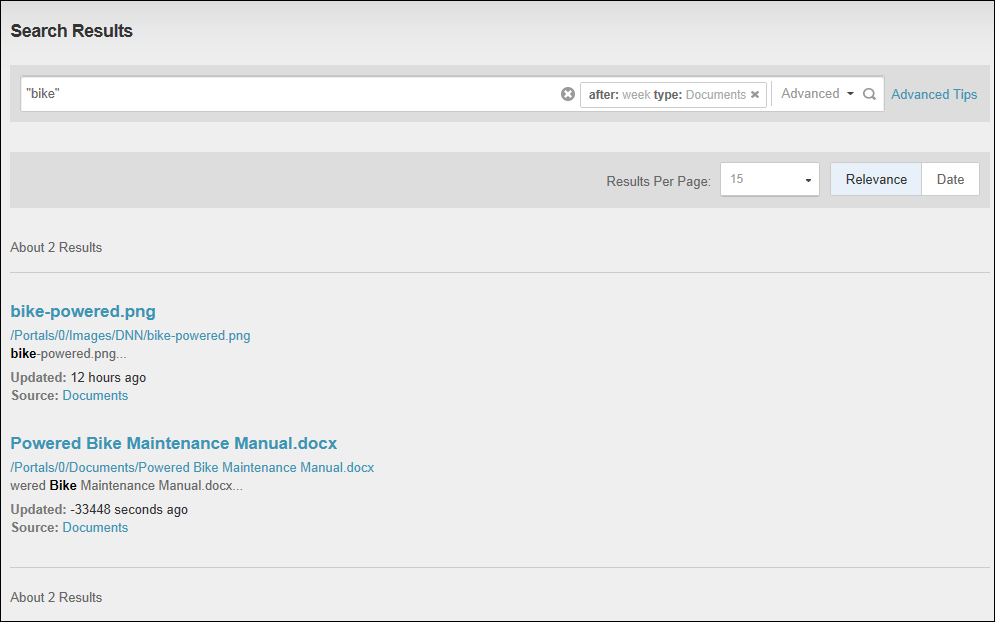 Search Results
"bike" after: week type: Documents Advanced Advanced Tips
Results Per Page: 15 Relevance Date
About 2 Results
bike-powered.png
/Portals/0/Images/DNN/bike-powered.png
bike-powered.png...
Updated: 12 hours ago
Source: Documents
Powered Bike Maintenance Manual.docx
/Portals/0/Documents/Powered Bike Maintenance Manual.docx
wered Bike Maintenance Manual.docx...
Updated: -33448 seconds ago
Source: Documents
About 2 Results